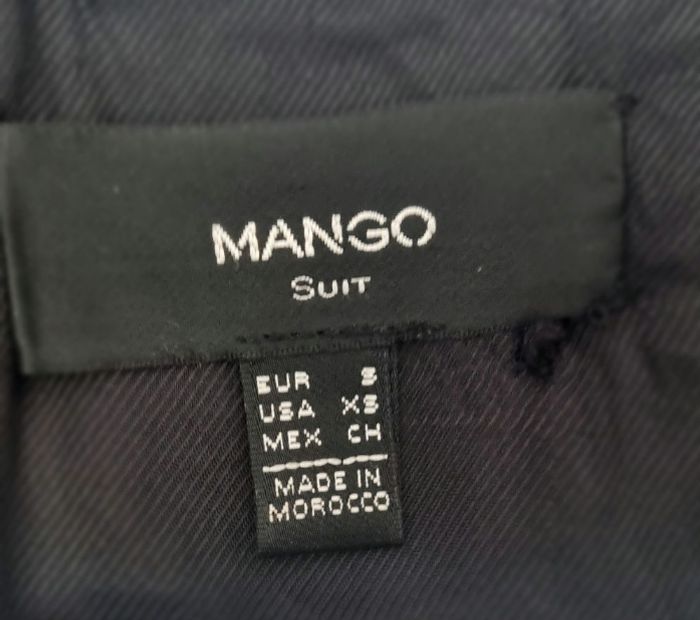 MANGO
SUIT
EUR S
USA XS
MEX CH
MADE IN
MOROCCO